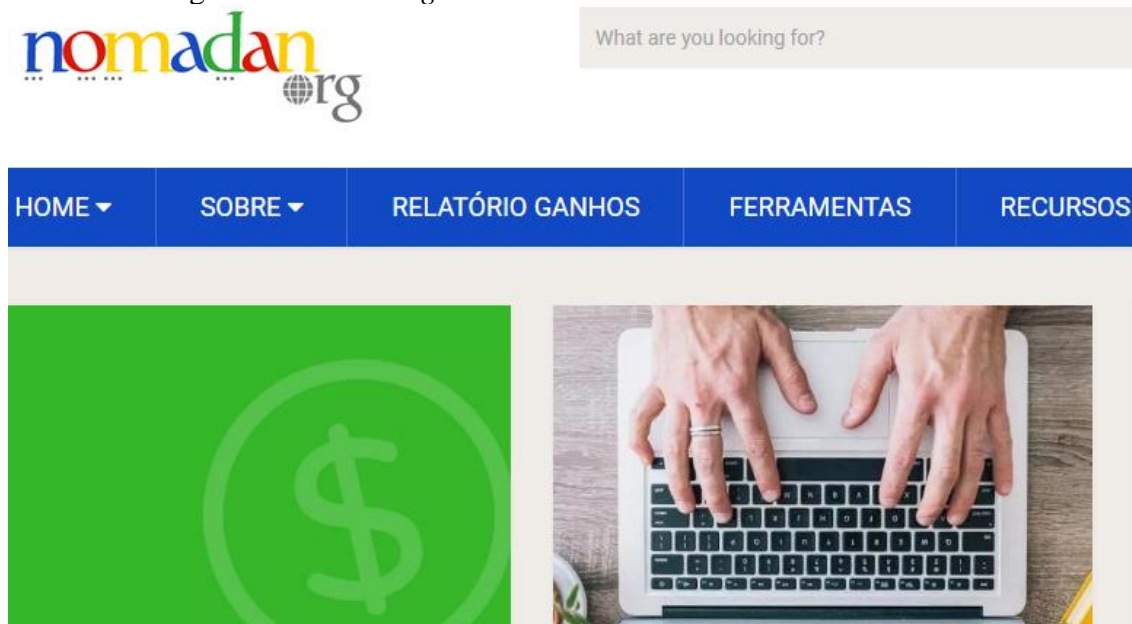 nomadan
org
What are you looking for?
HOME SOBRE RELATÓRIO GANHOS FERRAMENTAS RECURSOS
$